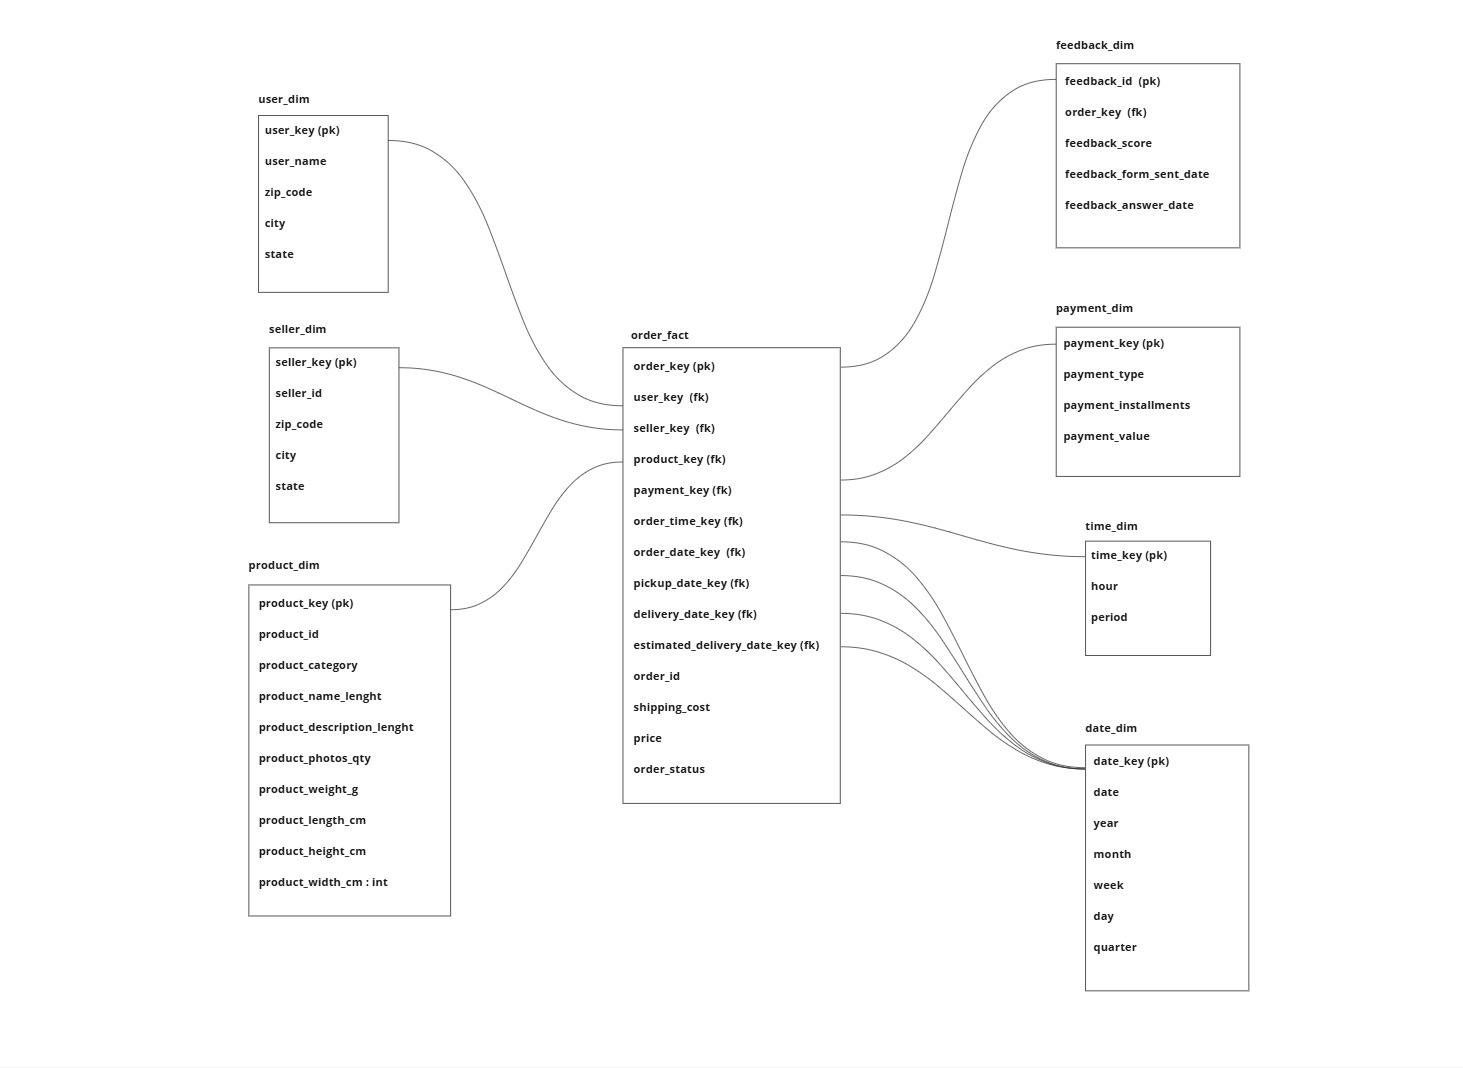 user_dim
user_key (pk)
user_name
zip_code
city
state
seller_dim
seller_key (pk)
seller_id
zip_code
city
state
product_dim
product_key (pk)
product_id
product_category
product_name_lenght
product_description_lenght
product_photos_qty
product_weight_g
product_length_cm
product_height_cm
product_width_cm : int
order_fact
order_key (pk)
user_key (fk)
seller_key (fk)
product_key (fk)
payment_key (fk)
order_time_key (fk)
order_date_key (fk)
pickup_date_key (fk)
delivery_date_key (fk)
estimated_delivery_date_key (fk)
order_id
shipping_cost
price
order_status
feedback_dim
feedback_id (pk)
order_key (fk)
feedback_score
feedback_form_sent_date
feedback_answer_date
payment_dim
payment_key (pk)
payment_type
payment_installments
payment_value
time_dim
time_key (pk)
hour
period
date_dim
date_key (pk)
date
year
month
week
day
quarter